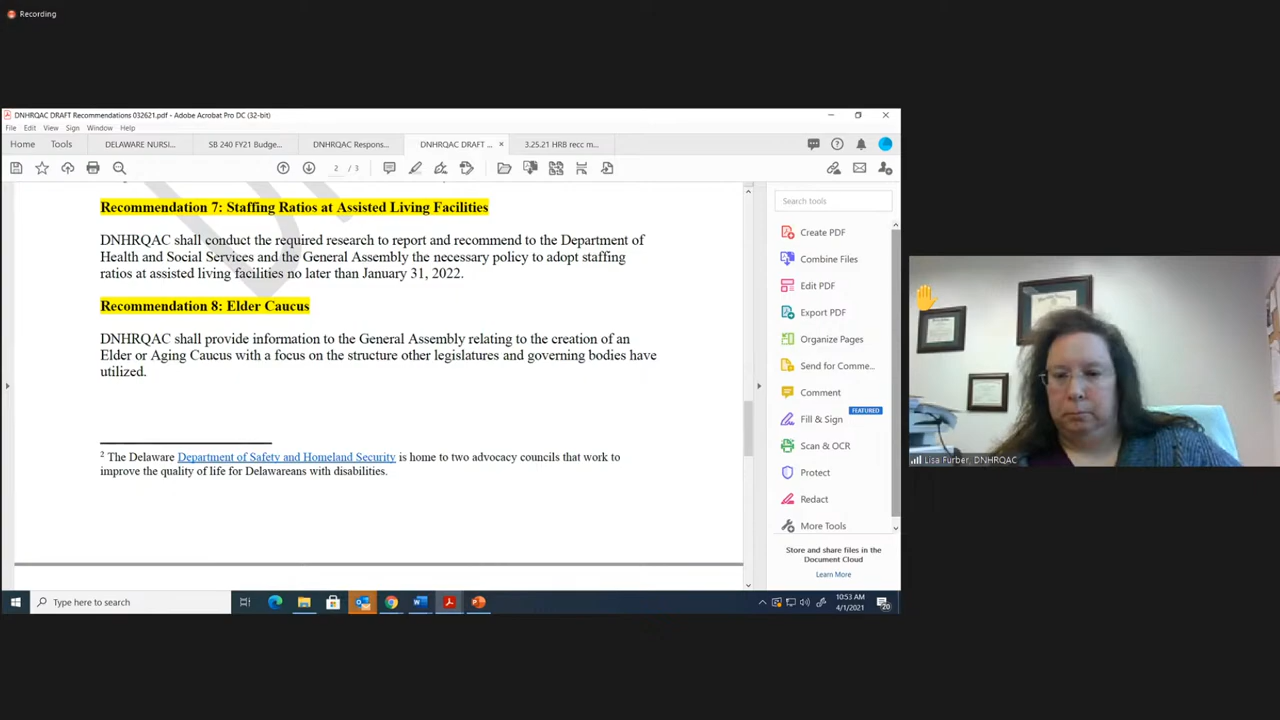 Recording
DNHRQAC DRAFT Recommendations 032621.pdf - Adobe Acrobat Pro DC (32-bit)
File Edit View Sign Window Help
Home Tools DELAWARE NURSI... SB 240 FY21 Budge... DNHRQAC Respons... DNHRQAC DRAFT ... × 3.25.21 HRB recc m...
2 / 3
Recommendation 7: Staffing Ratios at Assisted Living Facilities
DNHRQAC shall conduct the required research to report and recommend to the Department of
Health and Social Services and the General Assembly the necessary policy to adopt staffing
ratios at assisted living facilities no later than January 31, 2022.
Recommendation 8: Elder Caucus
DNHRQAC shall provide information to the General Assembly relating to the creation of an
Elder or Aging Caucus with a focus on the structure other legislatures and governing bodies have
utilized.
2 The Delaware Department of Safety and Homeland Security is home to two advocacy councils that work to
improve the quality of life for Delawareans with disabilities.
Search tools
Create PDF
Combine Files
Edit PDF
Export PDF
Organize Pages
Send for Comme...
Comment
FEATURED
Fill & Sign
Scan & OCR
Protect
Redact
More Tools
Store and share files in the
Document Cloud
Learn More
Lisa Furber, DNHRQAC
Type here to search
10:53 AM
4/1/2021
20